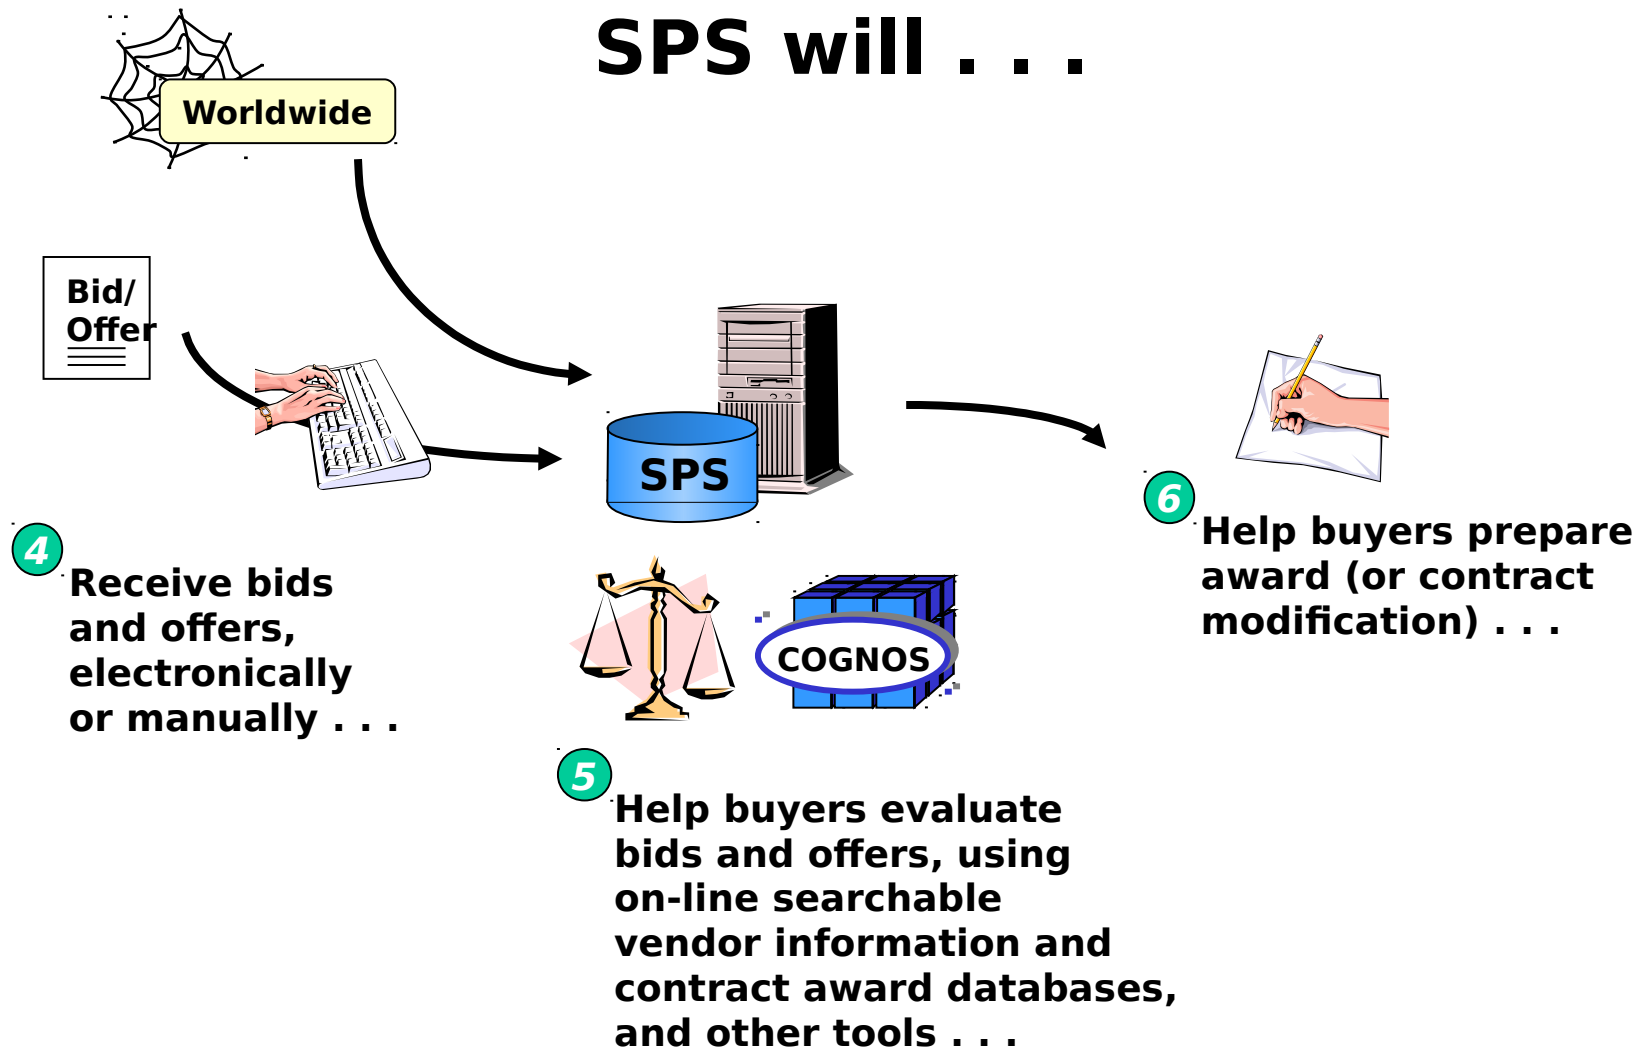 SPS will . . .
Worldwide
Bid/
Offer
SPS
4
Receive bids
and offers,
electronically
or manually . . .
COGNOS
5
Help buyers evaluate
bids and offers, using
on-line searchable
vendor information and
contract award databases,
and other tools . . .
6
Help buyers prepare
award (or contract
modification) . . .